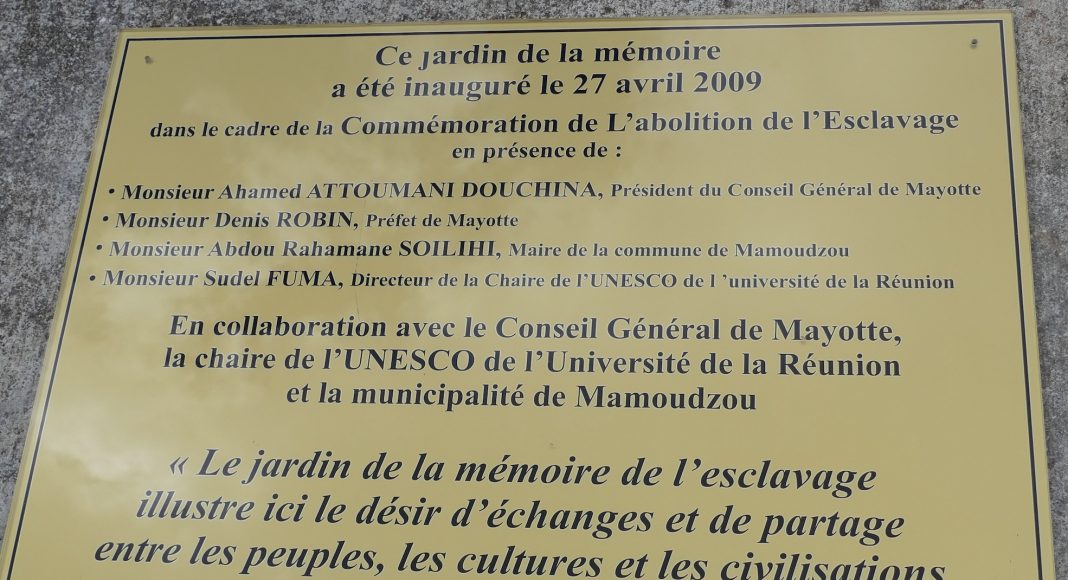 Ce jardin de la mémoire
a été inauguré le 27 avril 2009
dans le cadre de la Commémoration de L'abolition de l'Esclavage
en présence de :
• Monsieur Ahamed ATTOUMANI DOUCHINA, Président du Conseil Général de Mayotte
• Monsieur Denis ROBIN, Préfet de Mayotte
• Monsieur Abdou Rahamane SOILIHI, Maire de la commune de Mamoudzou
• Monsieur Sudel FUMA, Directeur de la Chaire de l'UNESCO de l 'université de la Réunion
En collaboration avec le Conseil Général de Mayotte,
la chaire de l'UNESCO de l'Université de la Réunion
et la municipalité de Mamoudzou
« Le jardin de la mémoire de l'esclavage
illustre ici le désir d'échanges et de partage
entre les peuples, les cultures et les civilisations